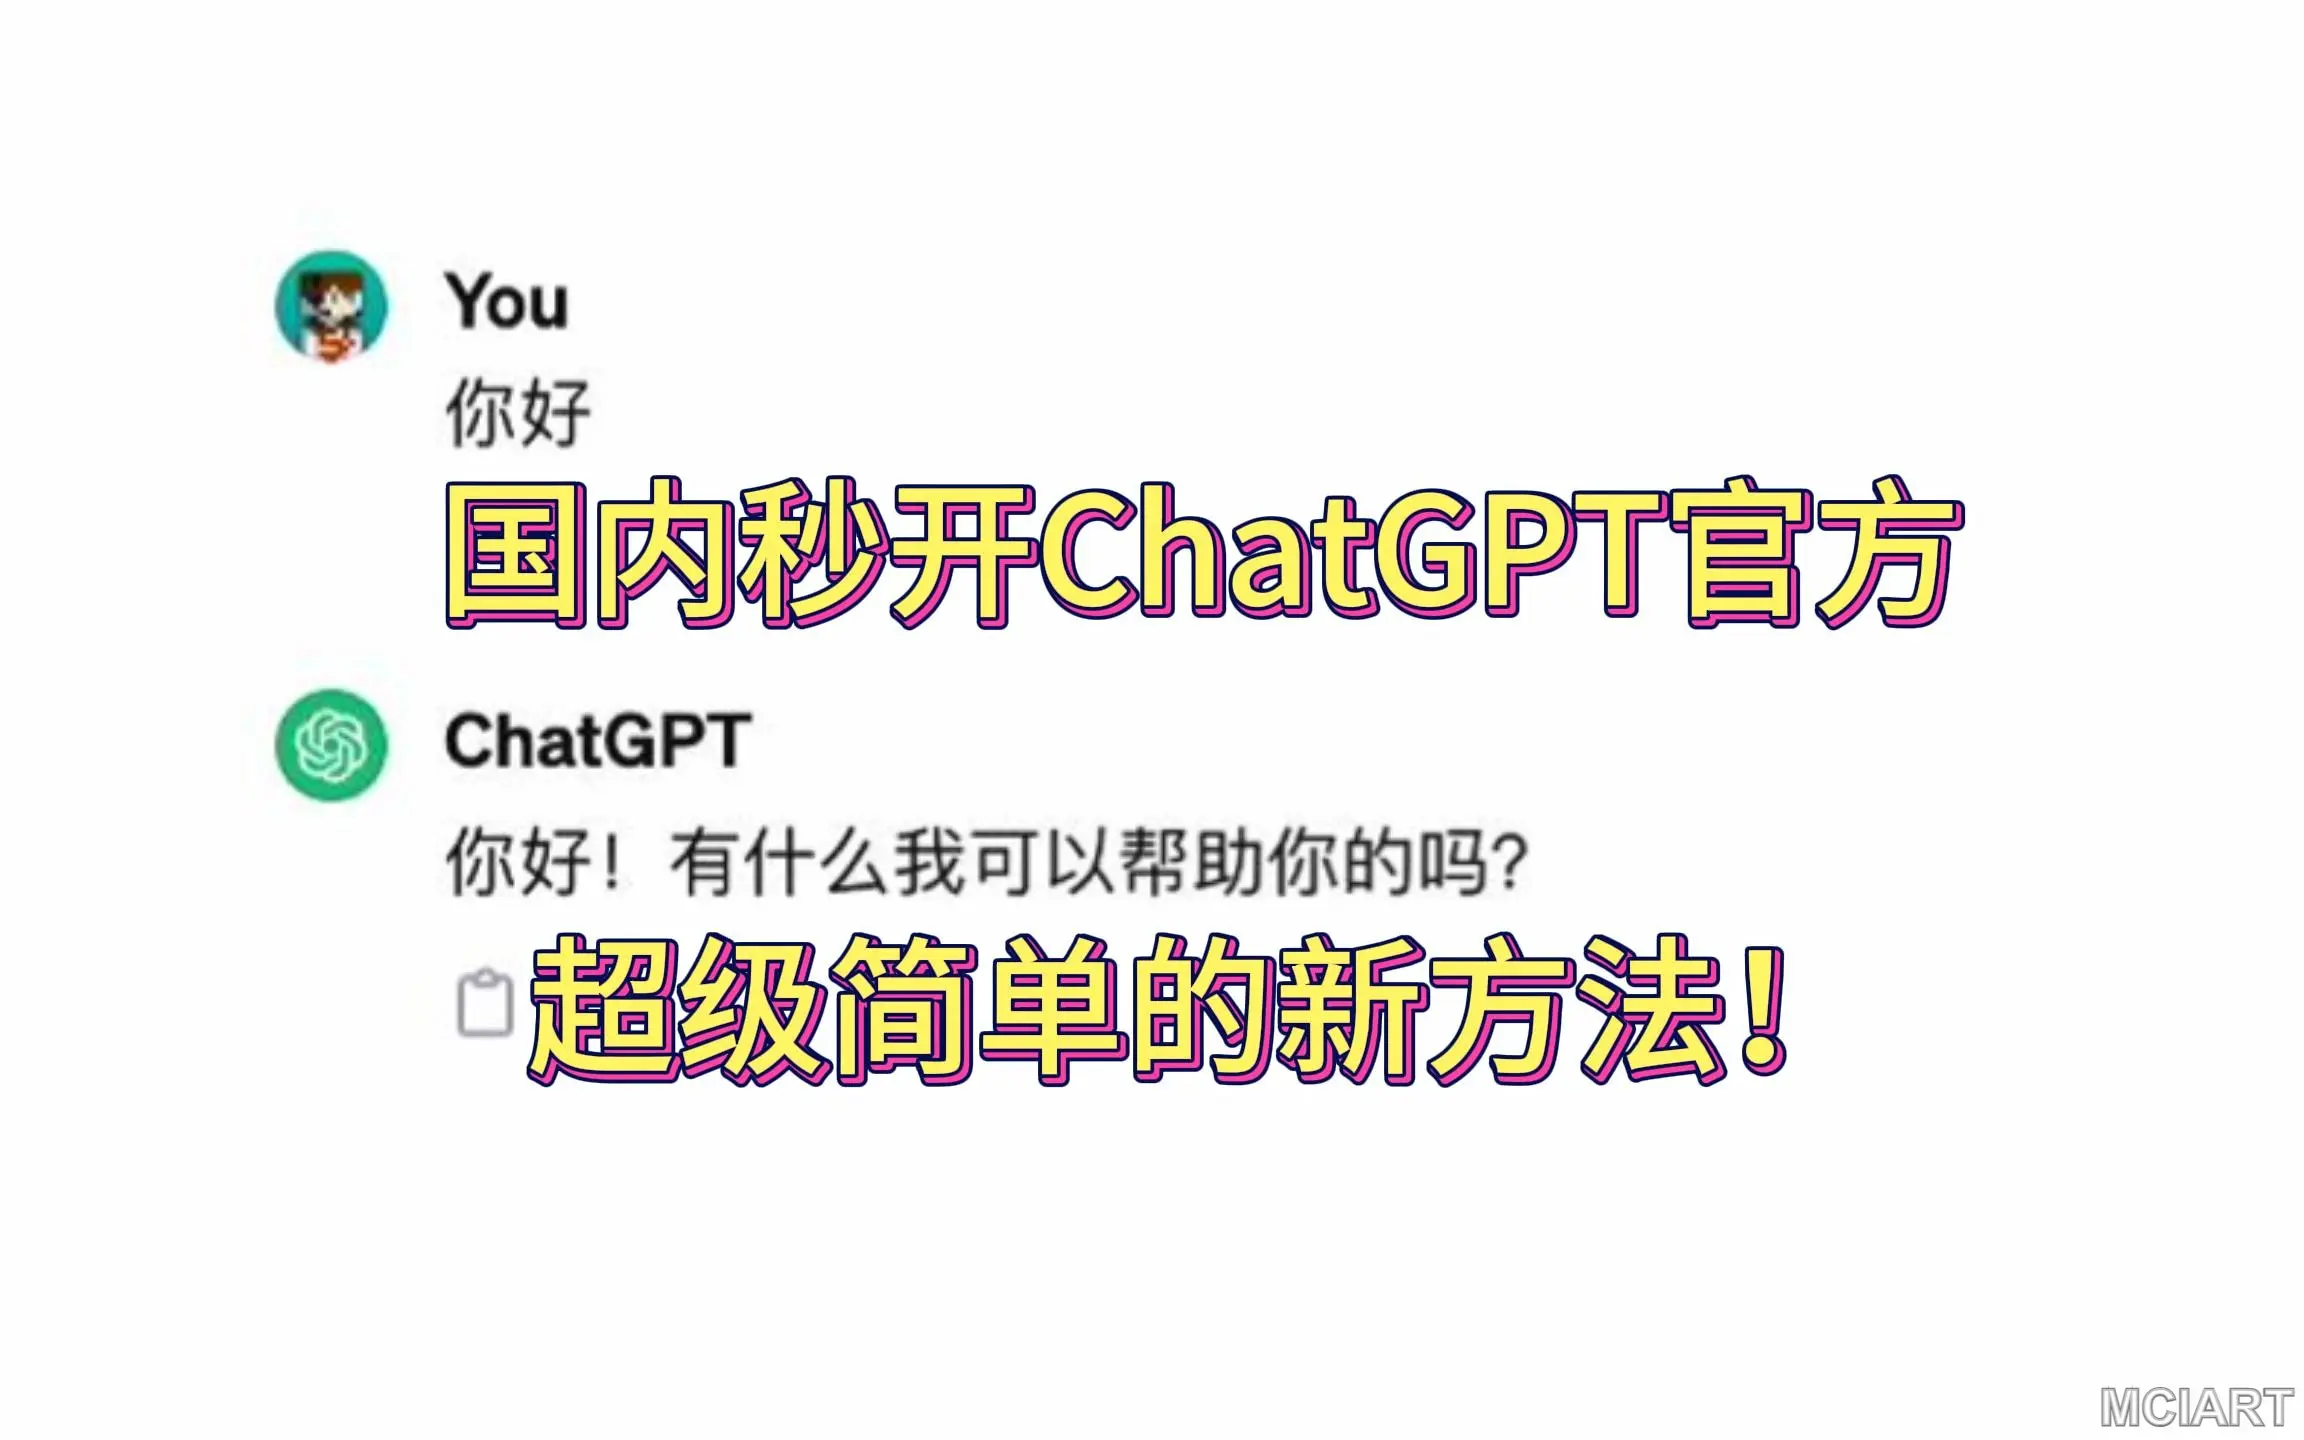 You
你好
国内秒开ChatGPT官方
ChatGPT
你好！有什么我可以帮助你的吗？
超级简单的新方法！
MCIART